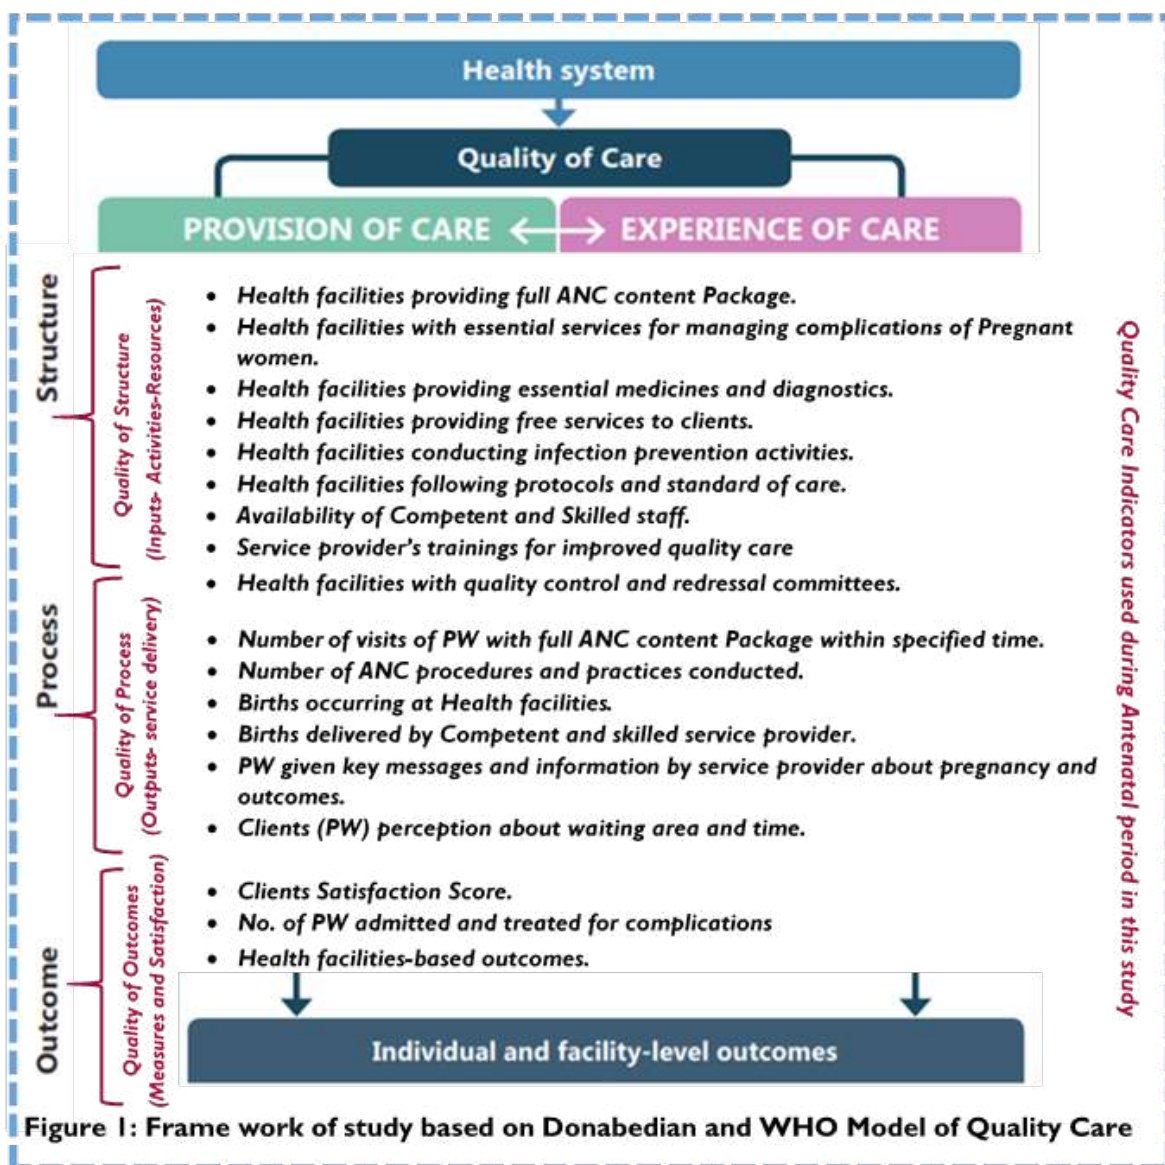 Health system
Quality of Care
PROVISION OF CARE
EXPERIENCE OF CARE
Structure
Quality of Structure
(Inputs- Activities-Resources)
• Health facilities providing full ANC content Package.
• Health facilities with essential services for managing complications of Pregnant
women.
• Health facilities providing essential medicines and diagnostics.
• Health facilities providing free services to clients.
• Health facilities conducting infection prevention activities.
• Health facilities following protocols and standard of care.
• Availability of Competent and Skilled staff.
• Service provider's trainings for improved quality care
• Health facilities with quality control and redressal committees.
Process
Quality of Process
(Outputs- service delivery)
• Number of visits of PW with full ANC content Package within specified time.
• Number of ANC procedures and practices conducted.
• Births occurring at Health facilities.
• Births delivered by Competent and skilled service provider.
• PW given key messages and information by service provider about pregnancy and
outcomes.
• Clients (PW) perception about waiting area and time.
Outcome
Quality of Outcomes
(Measures and Satisfaction)
• Clients Satisfaction Score.
• No. of PW admitted and treated for complications
• Health facilities-based outcomes.
Quality Care Indicators used during Antenatal period in this study
Individual and facility-level outcomes
Figure 1: Frame work of study based on Donabedian and WHO Model of Quality Care